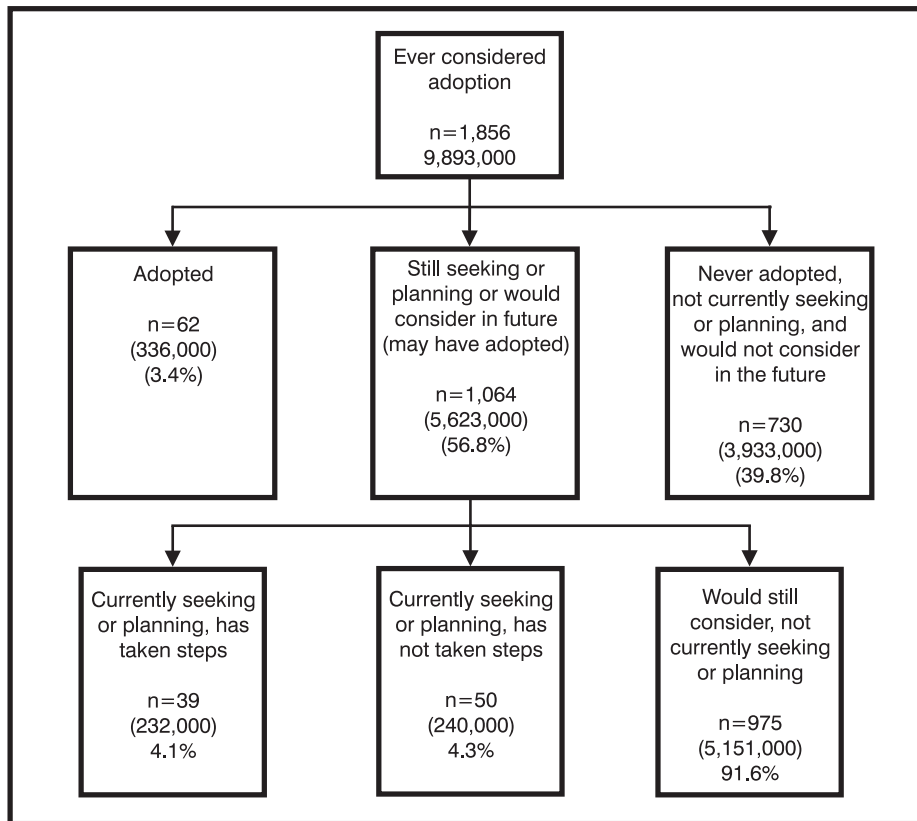 Ever considered
adoption
n=1,856
9,893,000
Adopted
n=62
(336,000)
(3.4%)
Still seeking or
planning or would
consider in future
(may have adopted)
n=1,064
(5,623,000)
(56.8%)
Never adopted,
not currently seeking
or planning, and
would not consider
in the future
n=730
(3,933,000)
(39.8%)
Currently seeking
or planning, has
taken steps
n=39
(232,000)
4.1%
Currently seeking
or planning, has
not taken steps
n=50
(240,000)
4.3%
Would still
consider, not
currently seeking
or planning
n=975
(5,151,000)
91.6%